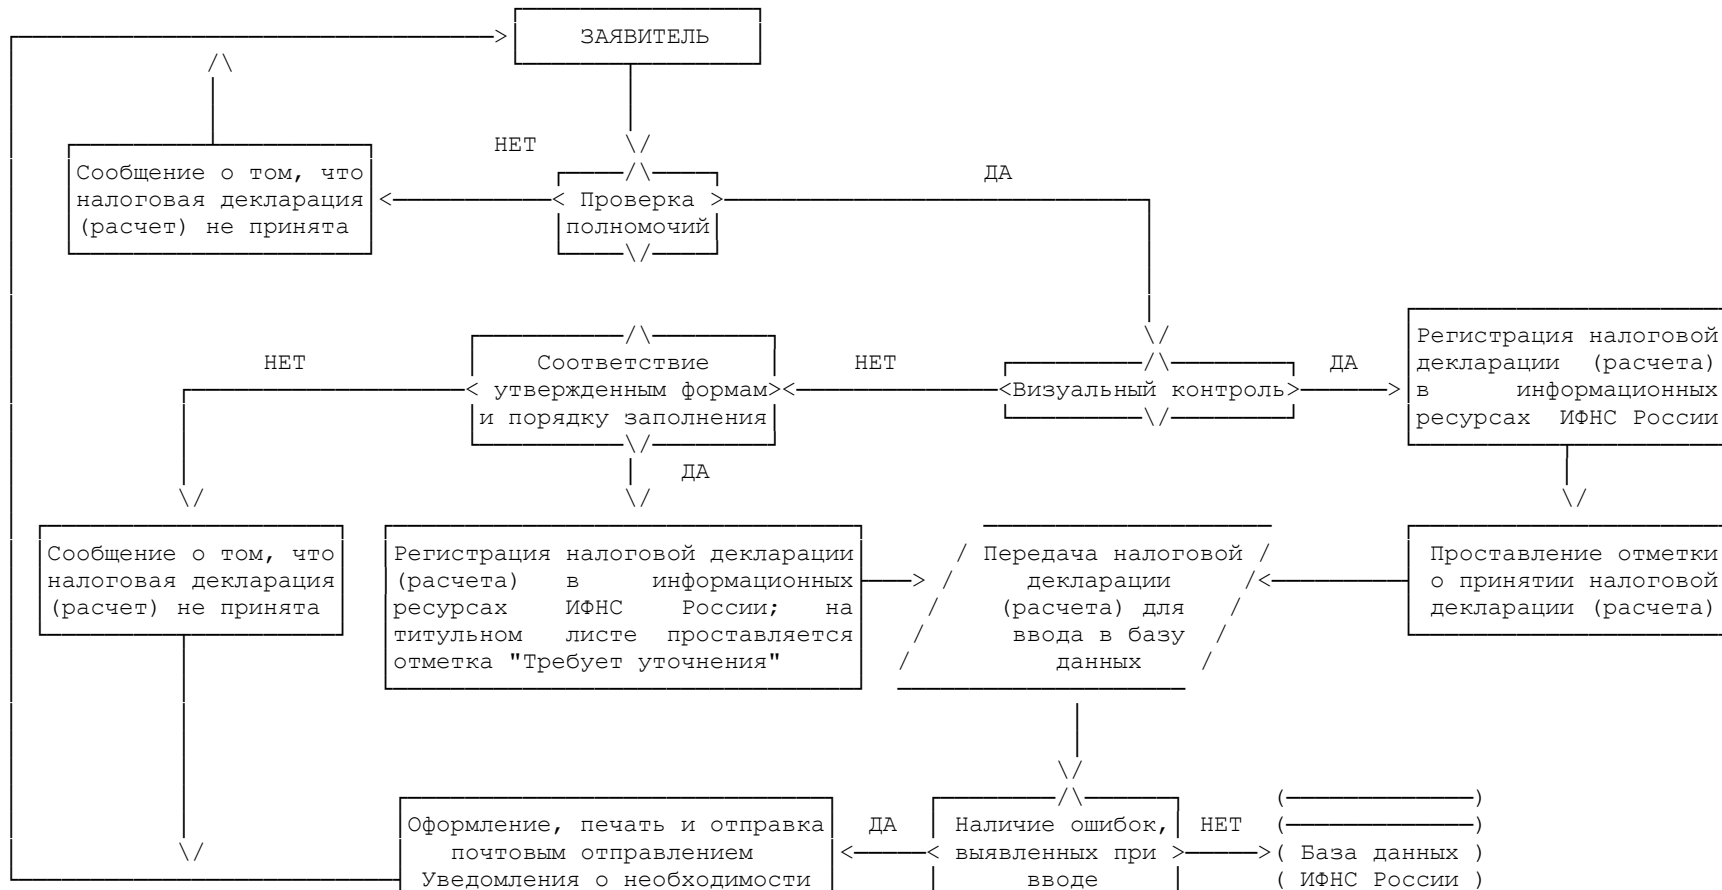 ЗАЯВИТЕЛЬ
НЕТ
Сообщение о том, что
налоговая декларация
(расчет) не принята
ДА
Проверка
полномочий
Регистрация налоговой
декларации (расчета)
в информационных
ресурсах ИФНС России
НЕТ
Соответствие
утвержденным формам
и порядку заполнения
НЕТ
Визуальный контроль
ДА
ДА
Сообщение о том, что
налоговая декларация
(расчет) не принята
Регистрация налоговой декларации
(расчета) в информационных
ресурсах ИФНС России; на
титульном листе проставляется
отметка "Требует уточнения"
Передача налоговой
декларации
(расчета) для
ввода в базу
данных
Проставление отметки
о принятии налоговой
декларации (расчета)
Оформление, печать и отправка
почтовым отправлением
Уведомления о необходимости
ДА
Наличие ошибок,
выявленных при
вводе
НЕТ
База данных
ИФНС России